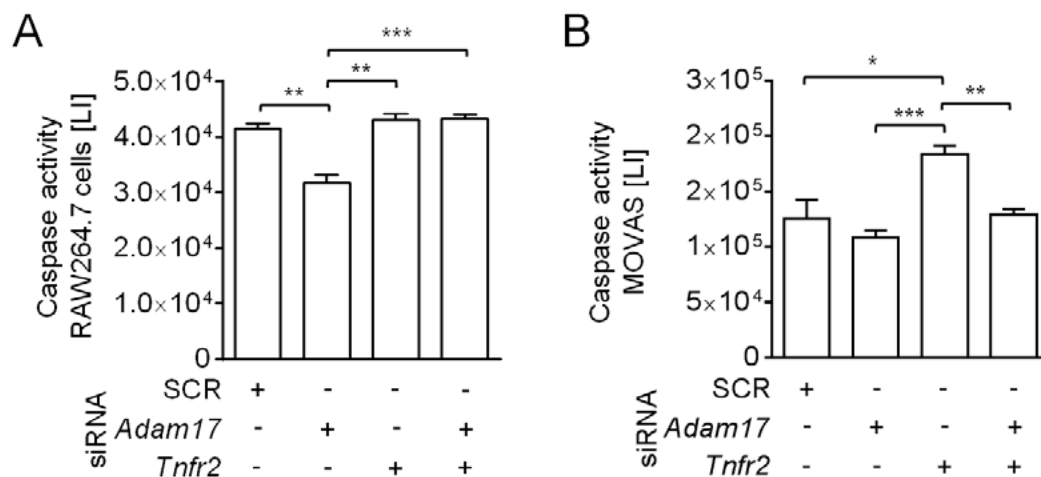 A
Caspase activity
RAW264.7 cells [LI]
5.0×10⁴
4.0×10⁴
3.0×10⁴
2.0×10⁴
1.0×10⁴
0
**
**
***
siRNA
SCR + - - -
Adam17 - + - +
Tnfr2 - - + +
B
Caspase activity
MOVAS [LI]
3×10⁵
2×10⁵
2×10⁵
1×10⁵
5×10⁴
0
*
***
**
siRNA
SCR + - - -
Adam17 - + - +
Tnfr2 - - + +